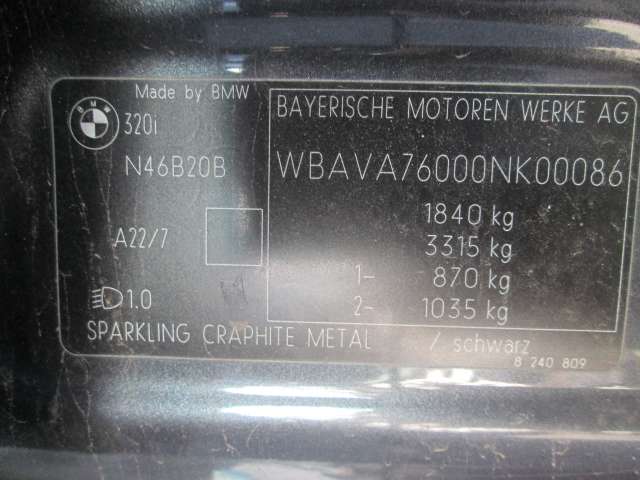 Made by BMW
BMW
320i
N46B20B
A22/7
1.0
BAYERISCHE MOTOREN WERKE AG
WBAVA76000NK00086
1840 kg
3315 kg
1- 870 kg
2- 1035 kg
SPARKLING CRAPHITE METAL / schwarz
8 240 809